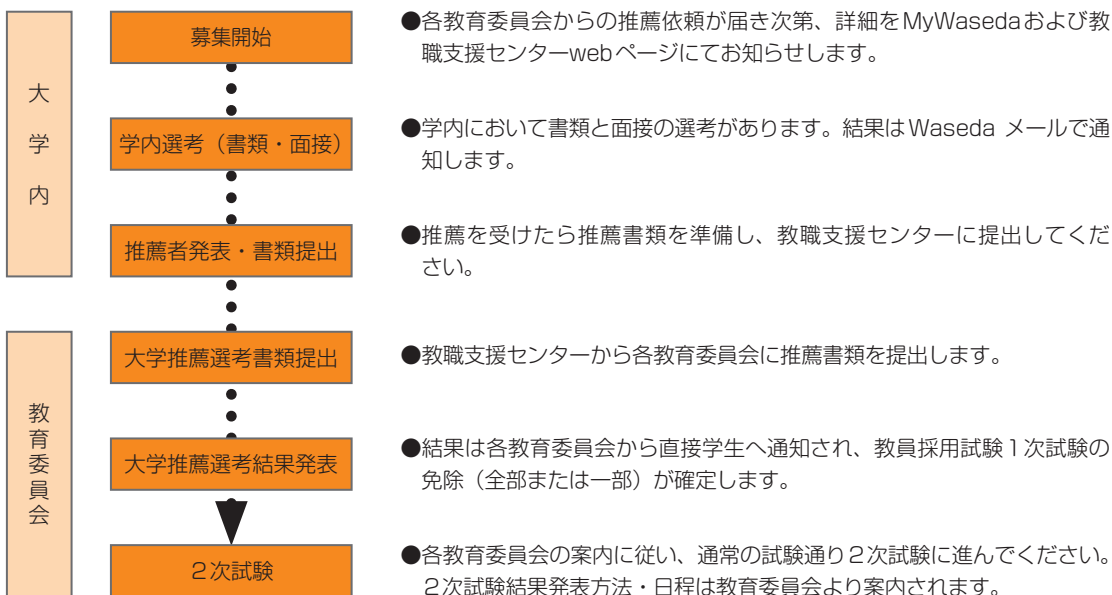 大学内
募集開始
●各教育委員会からの推薦依頼が届き次第、詳細をMyWasedaおよび教
職支援センターwebページにてお知らせします。
学内選考（書類・面接）
●学内において書類と面接の選考があります。結果はWaseda メールで通
知します。
推薦者発表・書類提出
●推薦を受けたら推薦書類を準備し、教職支援センターに提出してくだ
さい。
教育委員会
大学推薦選考書類提出
●教職支援センターから各教育委員会に推薦書類を提出します。
大学推薦選考結果発表
●結果は各教育委員会から直接学生へ通知され、教員採用試験１次試験の
免除（全部または一部）が確定します。
２次試験
●各教育委員会の案内に従い、通常の試験通り２次試験に進んでください。
２次試験結果発表方法・日程は教育委員会より案内されます。